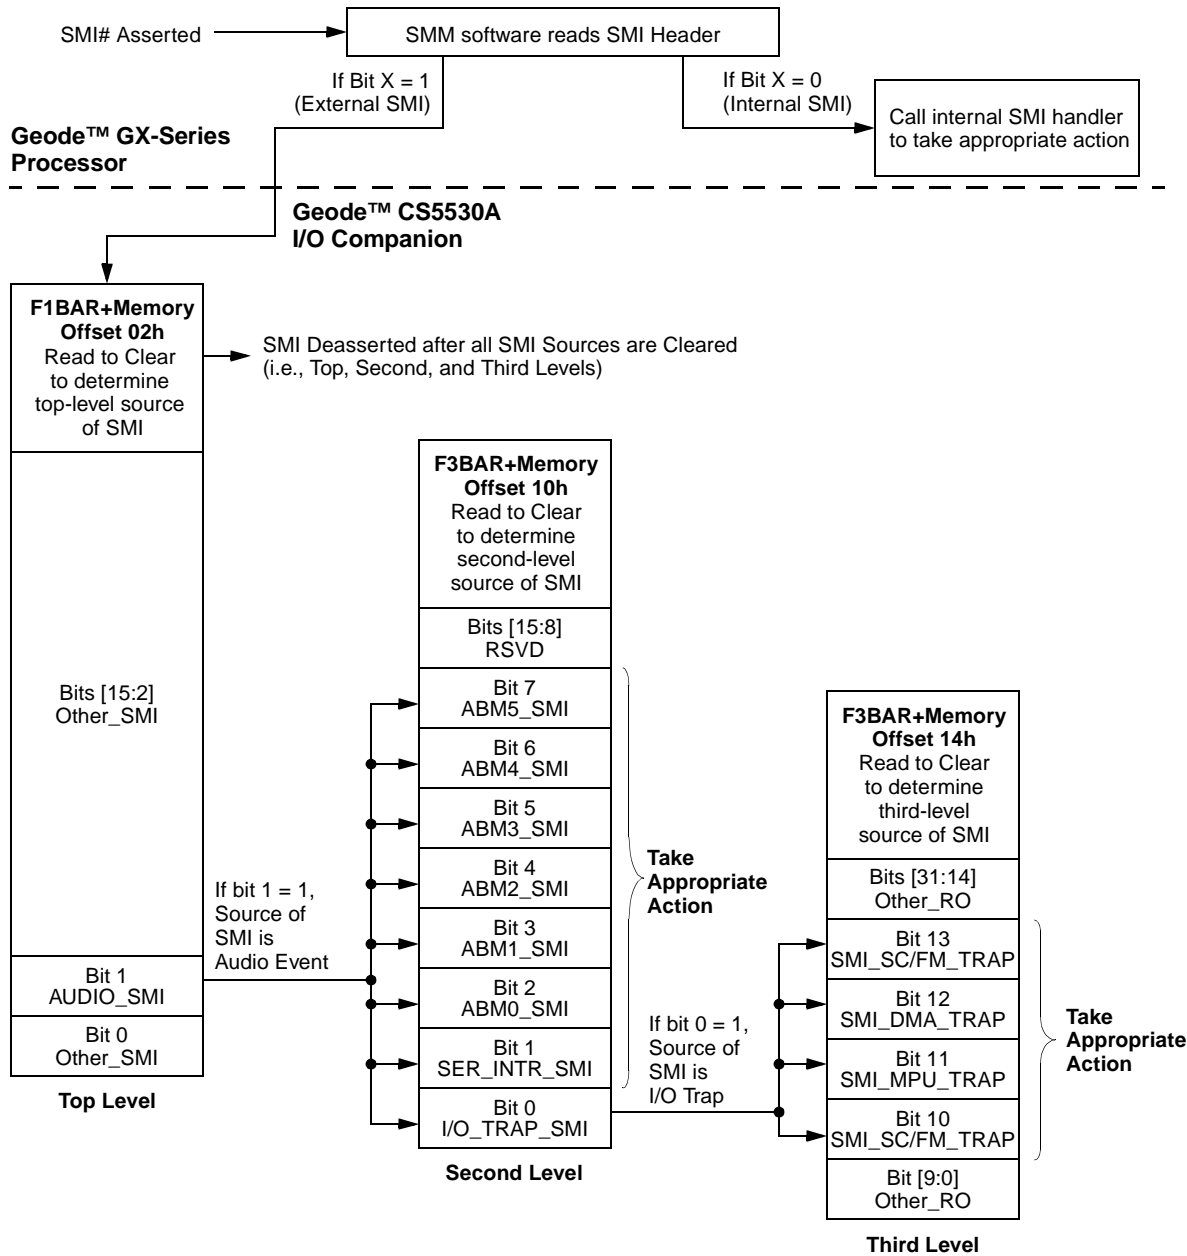 SMI# Asserted
SMM software reads SMI Header
If Bit X = 1
(External SMI)
If Bit X = 0
(Internal SMI)
Call internal SMI handler
to take appropriate action
Geode™ GX-Series
Processor
Geode™ CS5530A
I/O Companion
F1BAR+Memory
Offset 02h
Read to Clear
to determine
top-level source
of SMI
SMI Deasserted after all SMI Sources are Cleared
(i.e., Top, Second, and Third Levels)
Bits [15:2]
Other_SMI
Bit 1
AUDIO_SMI
Bit 0
Other_SMI
Top Level
If bit 1 = 1,
Source of
SMI is
Audio Event
F3BAR+Memory
Offset 10h
Read to Clear
to determine
second-level
source of SMI
Bits [15:8]
RSVD
Bit 7
ABM5_SMI
Bit 6
ABM4_SMI
Bit 5
ABM3_SMI
Bit 4
ABM2_SMI
Bit 3
ABM1_SMI
Bit 2
ABM0_SMI
Bit 1
SER_INTR_SMI
Bit 0
I/O_TRAP_SMI
Second Level
Take
Appropriate
Action
If bit 0 = 1,
Source of
SMI is
I/O Trap
F3BAR+Memory
Offset 14h
Read to Clear
to determine
third-level
source of SMI
Bits [31:14]
Other_RO
Bit 13
SMI_SC/FM_TRAP
Bit 12
SMI_DMA_TRAP
Bit 11
SMI_MPU_TRAP
Bit 10
SMI_SC/FM_TRAP
Bit [9:0]
Other_RO
Third Level
Take
Appropriate
Action